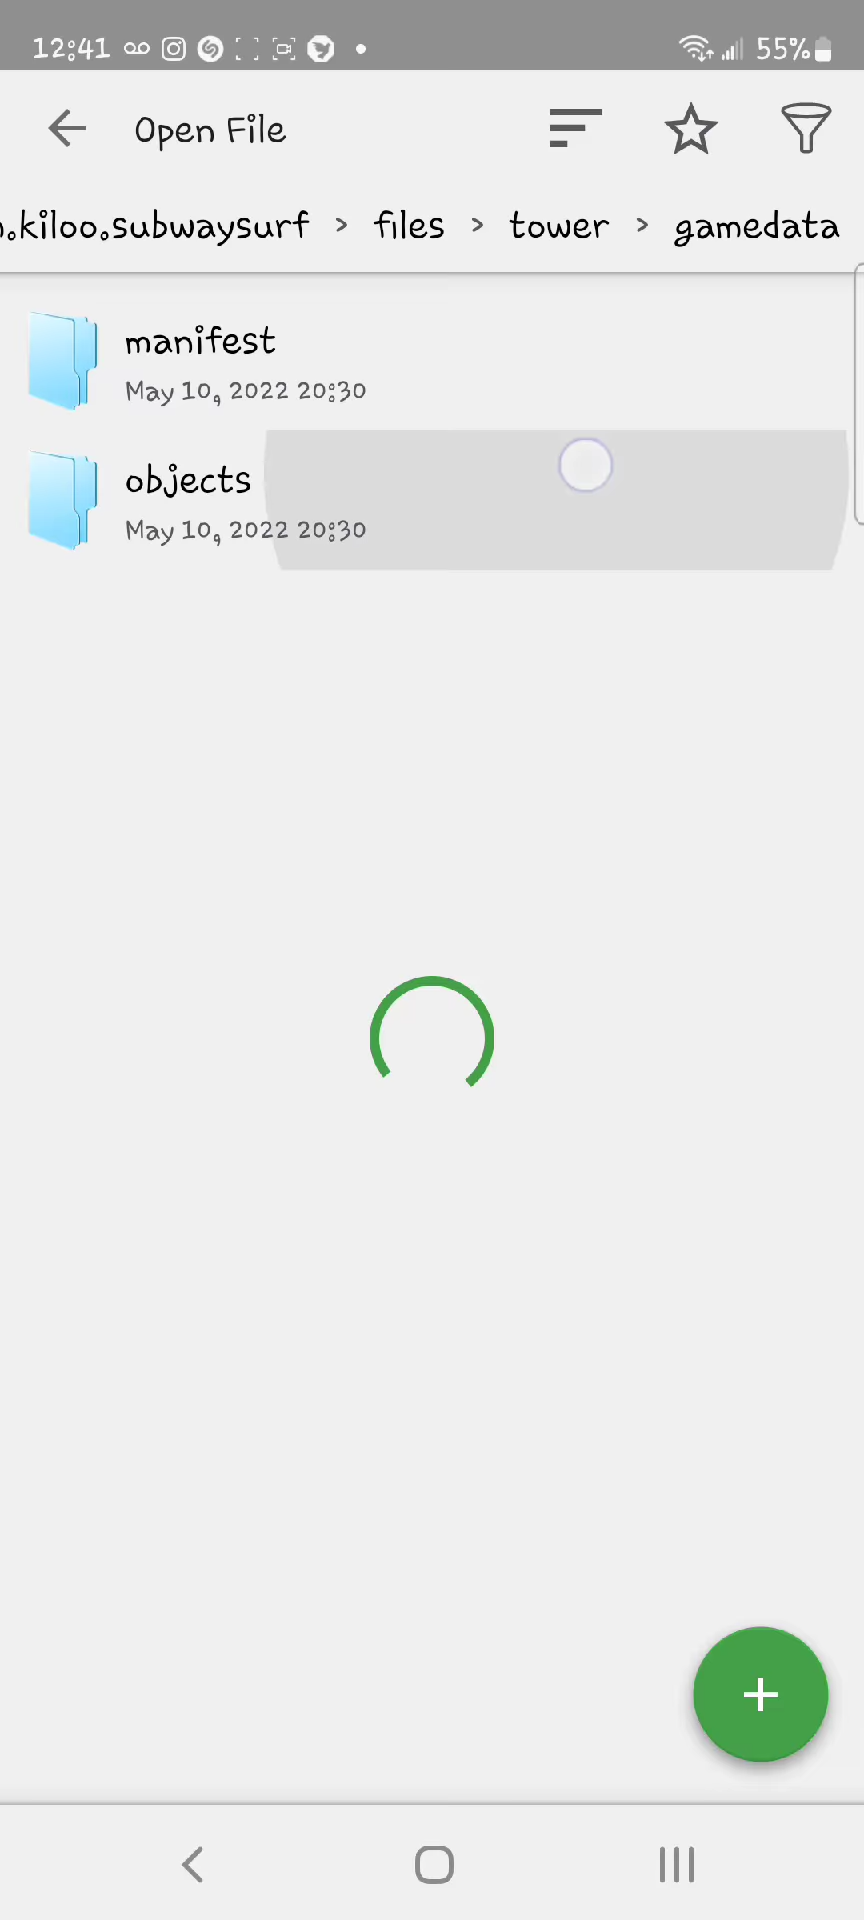 12:41 55%
Open File
.kiloo.subwaysurf > files > tower > gamedata
manifest
May 10, 2022 20:30
objects
May 10, 2022 20:30